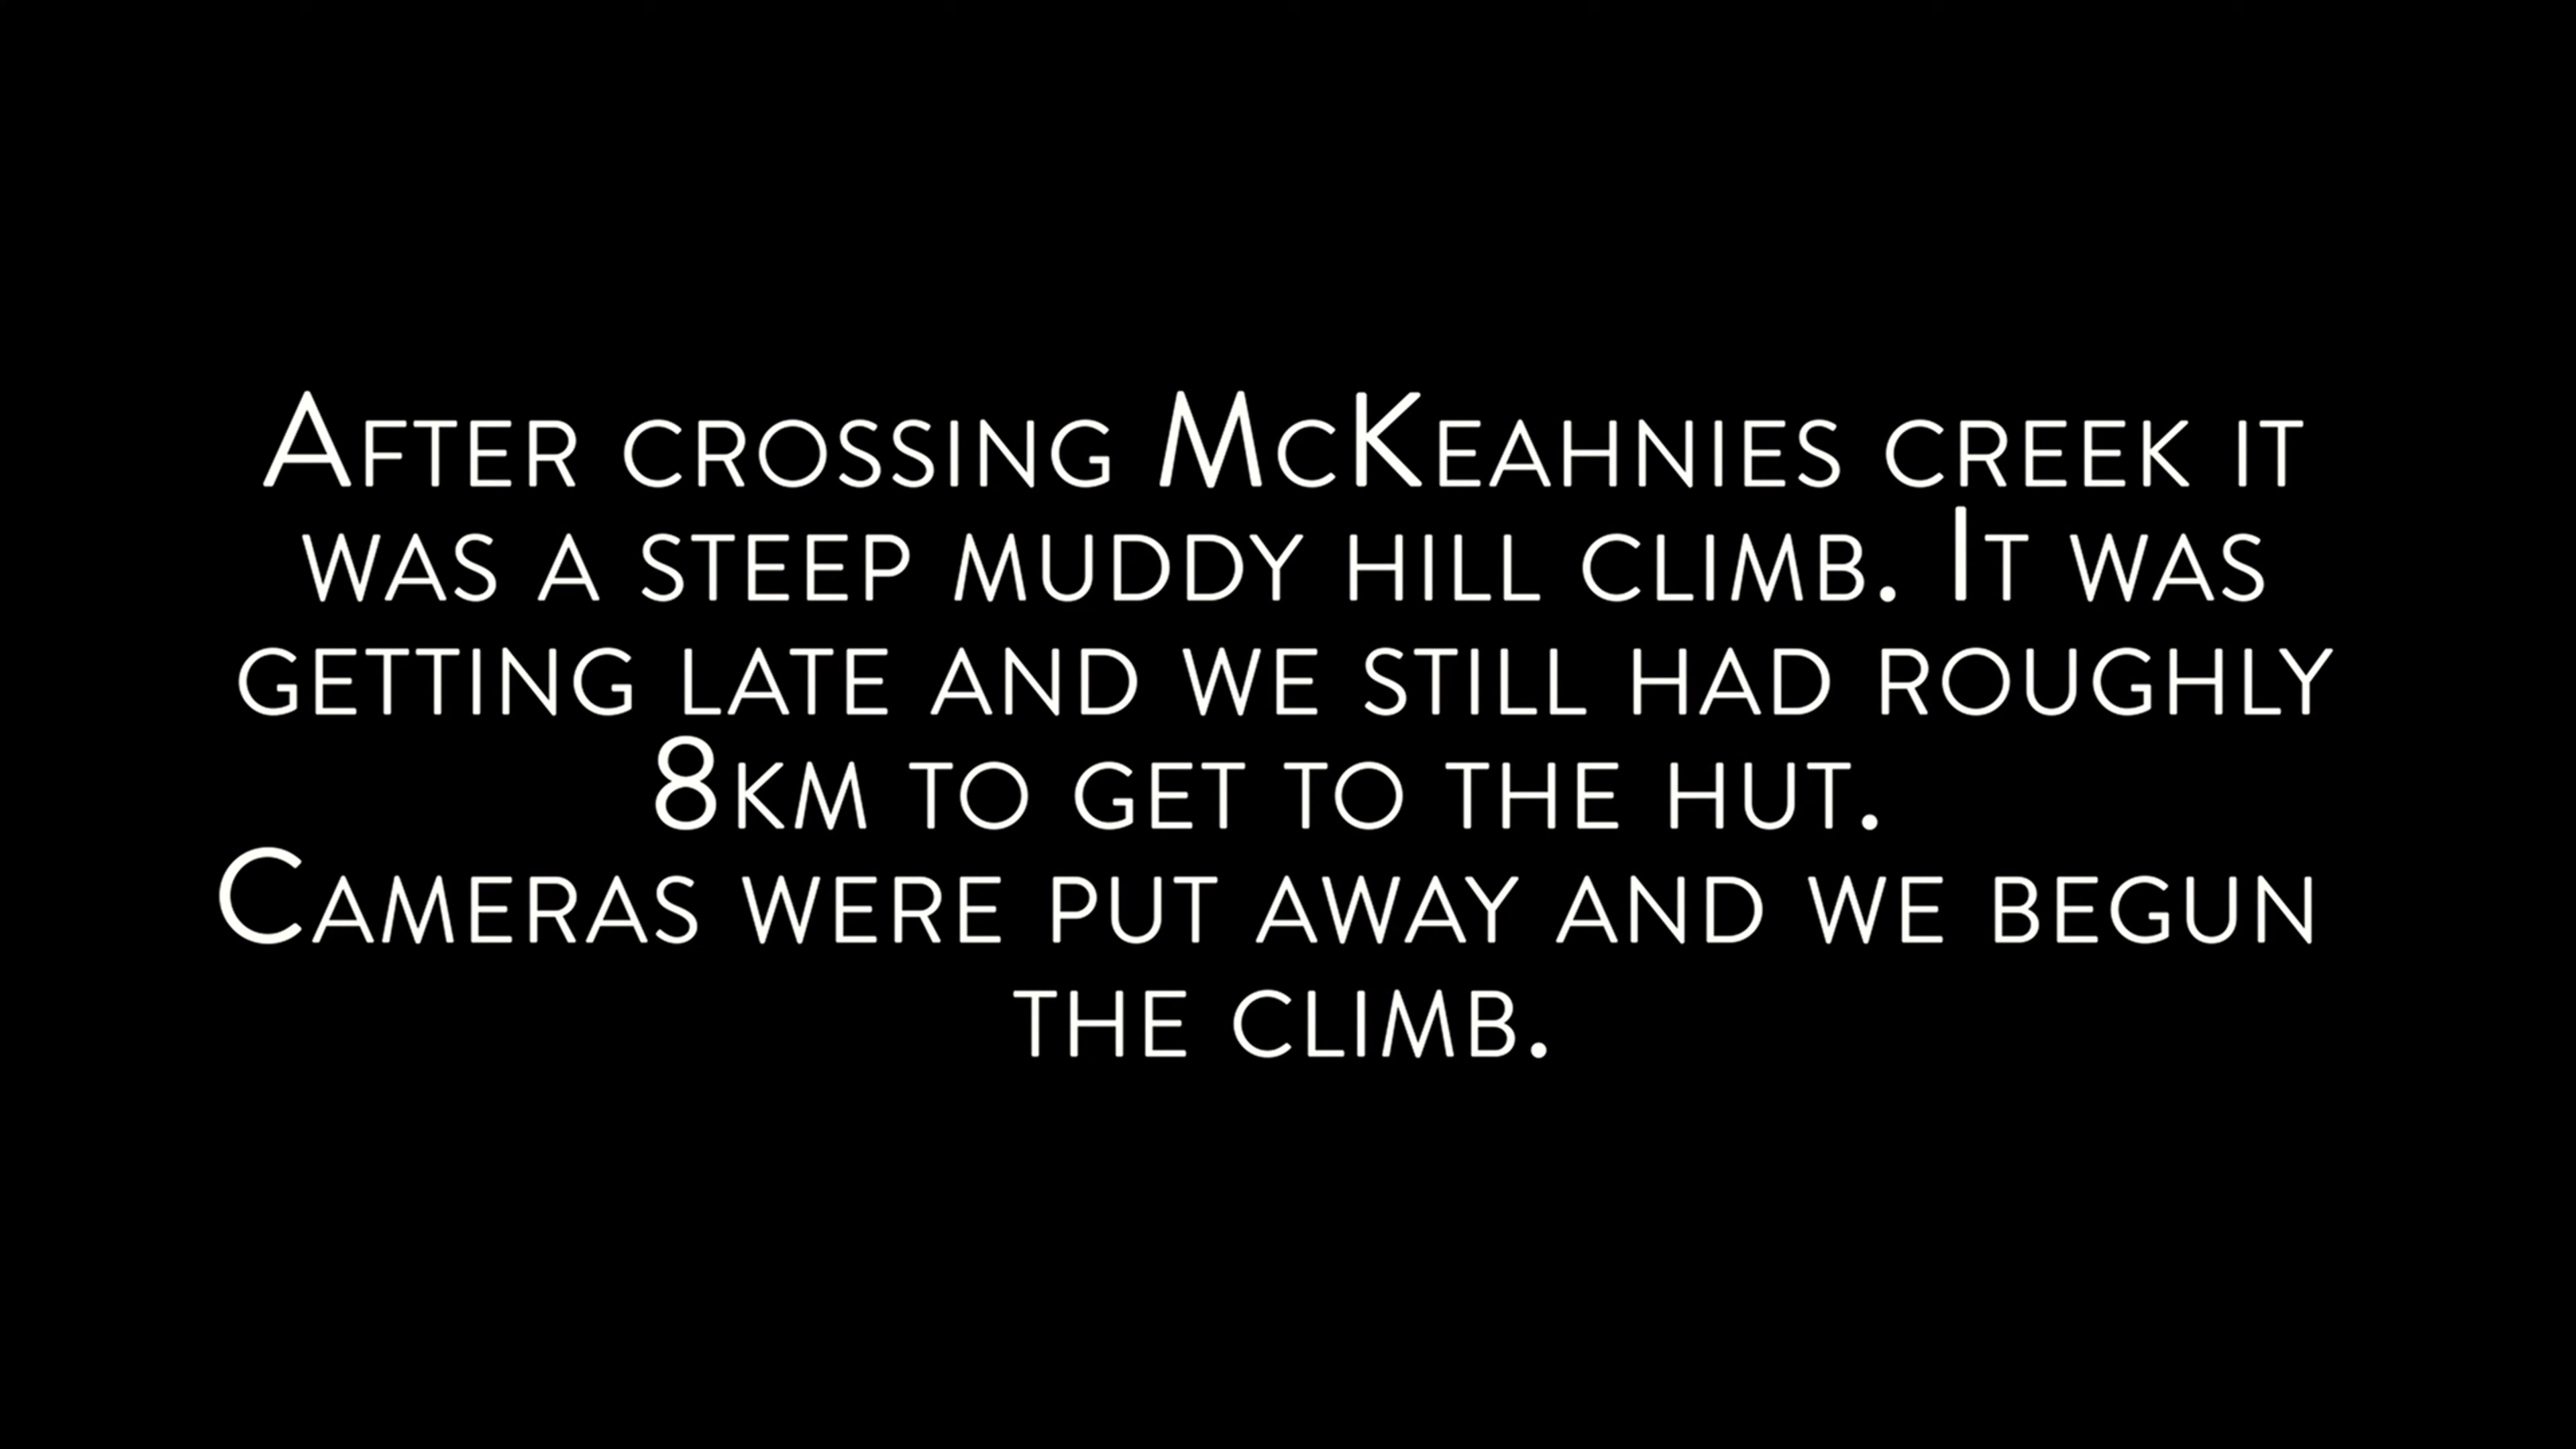 After crossing McKeahnies creek it
was a steep muddy hill climb. It was
getting late and we still had roughly
8km to get to the hut.
Cameras were put away and we begun
the climb.